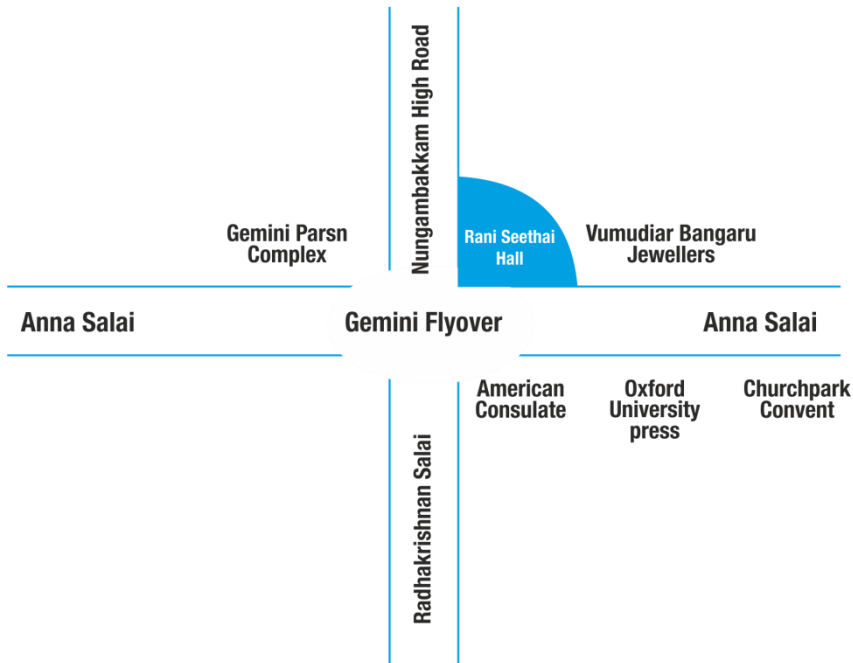 Nungambakkam High Road
Gemini Parsn
Complex
Rani Seethai
Hall
Vumudiar Bangaru
Jewellers
Anna Salai
Gemini Flyover
Anna Salai
American
Consulate
Oxford
University
press
Churchpark
Convent
Radhakrishnan Salai